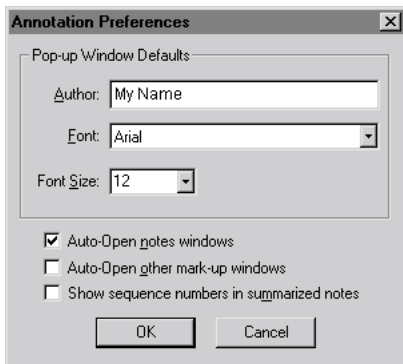 Annotation Preferences
Pop-up Window Defaults
Author: My Name
Font: Arial
Font Size: 12
Auto-Open notes windows
Auto-Open other mark-up windows
Show sequence numbers in summarized notes
OK Cancel